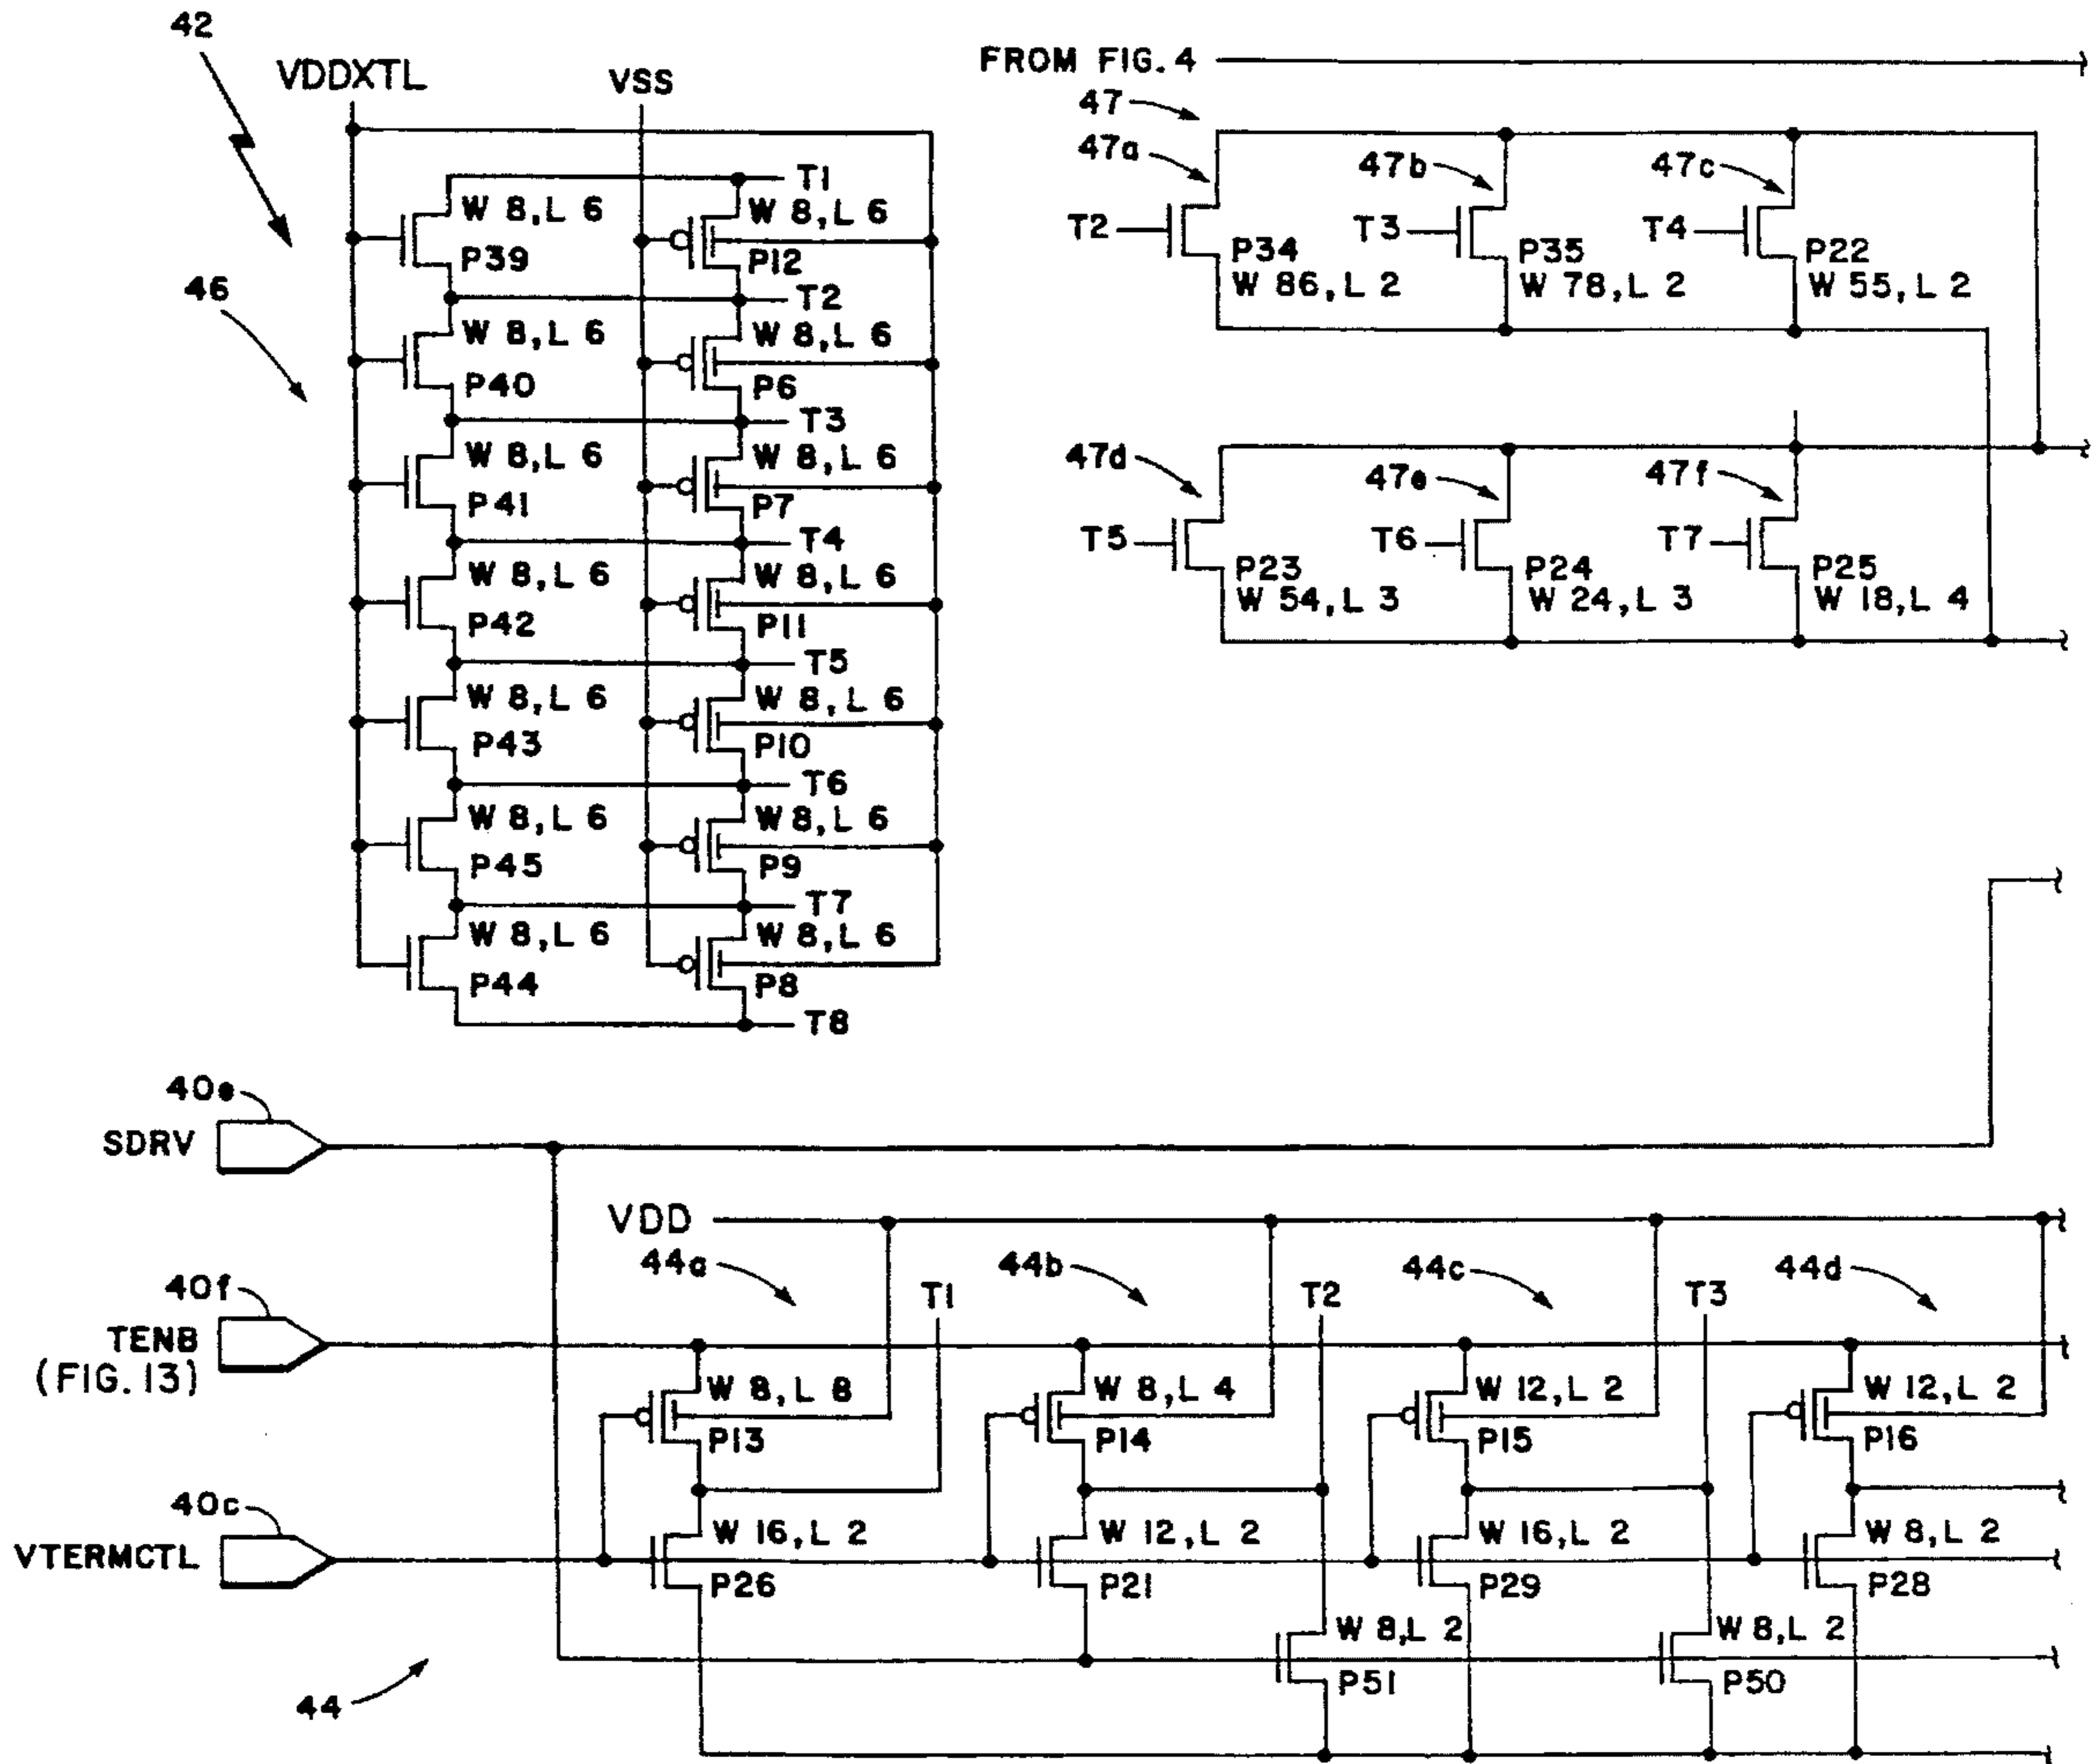 42
VDDXTL
VSS
T1
W 8, L 6
P39
W 8, L 6
P12
T2
46
W 8, L 6
P40
W 8, L 6
P6
T3
W 8, L 6
P41
W 8, L 6
P7
T4
W 8, L 6
P42
W 8, L 6
P11
T5
W 8, L 6
P43
W 8, L 6
P10
T6
W 8, L 6
P45
W 8, L 6
P9
T7
W 8, L 6
P44
W 8, L 6
P8
T8
FROM FIG. 4
47
47a
47b
47c
T2
P34
W 86, L 2
T3
P35
W 78, L 2
T4
P22
W 55, L 2
47d
47e
47f
T5
P23
W 54, L 3
T6
P24
W 24, L 3
T7
P25
W 18, L 4
40e
SDRV
VDD
44a
44b
44c
44d
40f
T1
T2
T3
TENB
(FIG. 13)
W 8, L 8
P13
W 8, L 4
P14
W 12, L 2
P15
W 12, L 2
P16
40c
VTERMCTL
W 16, L 2
P26
W 12, L 2
P21
W 16, L 2
P29
W 8, L 2
P28
W 8, L 2
P51
W 8, L 2
P50
44